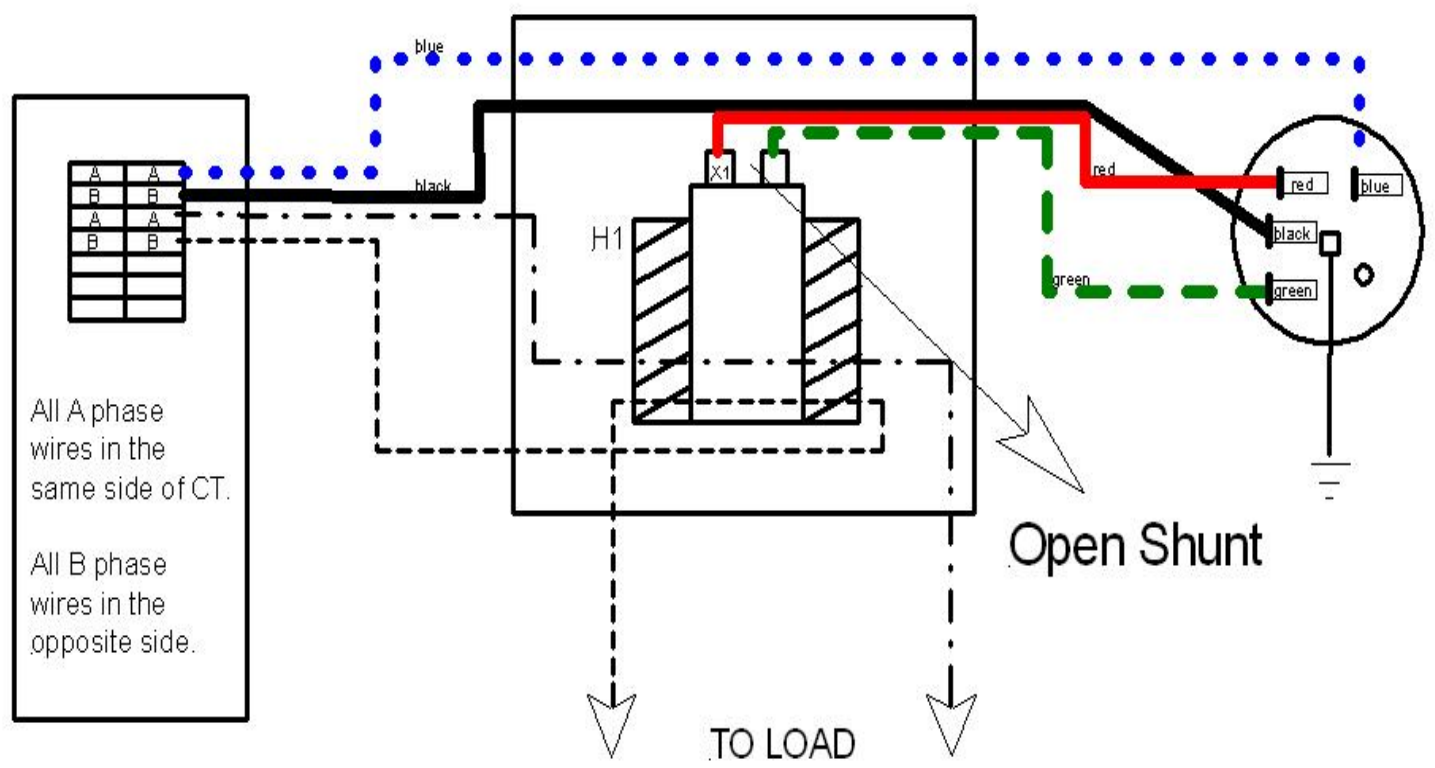 blue
black
A A
B B
A A
B B
All A phase
wires in the
same side of CT.
All B phase
wires in the
opposite side.
H1
X1
red
green
red
blue
black
green
Open Shunt
TO LOAD